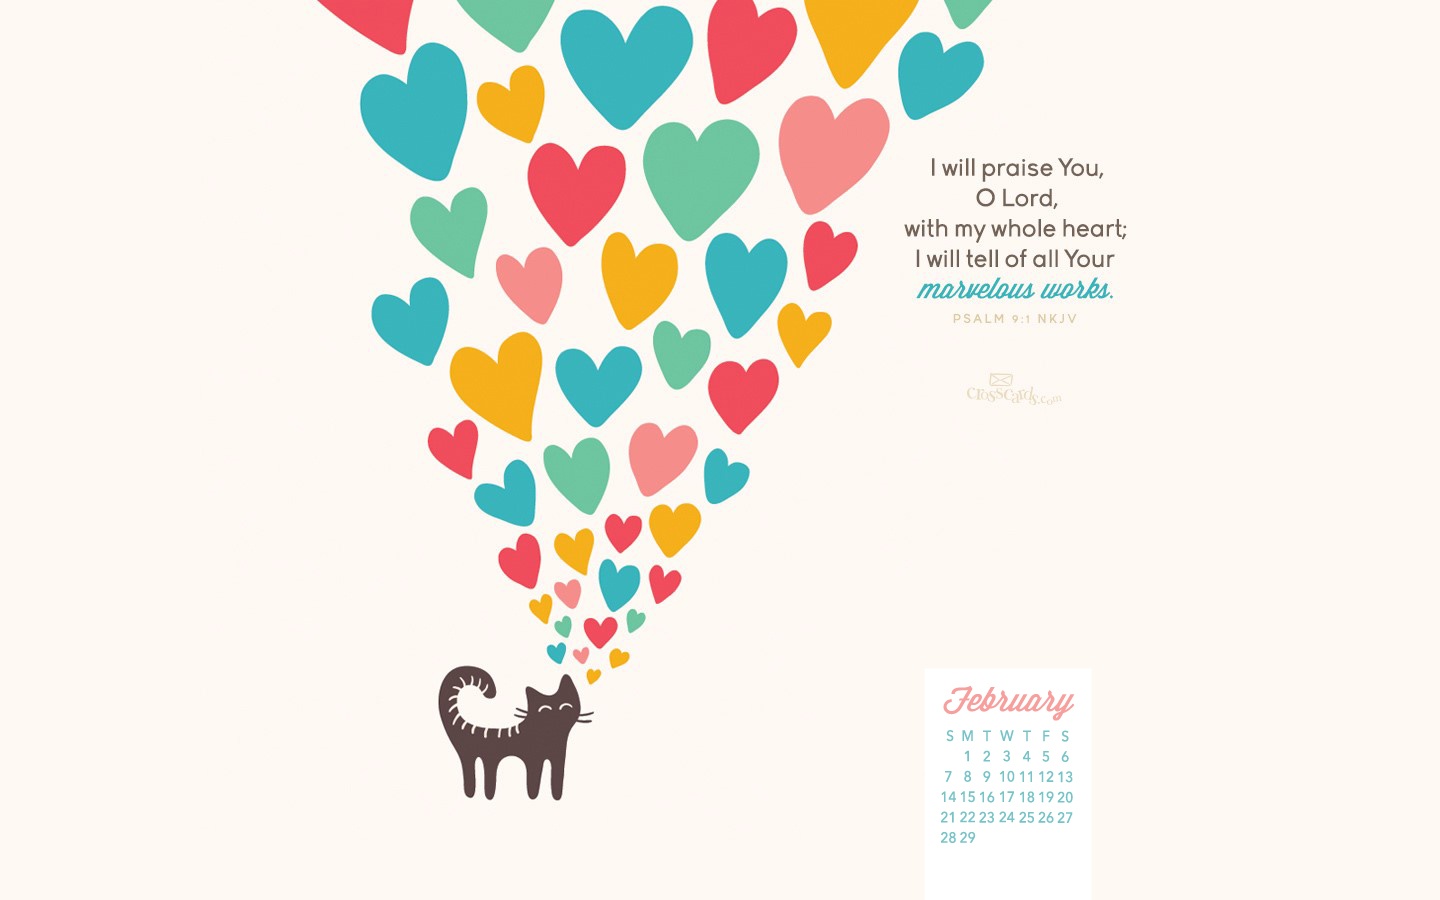 I will praise You,
O Lord,
with my whole heart;
I will tell of all Your
marvelous works.
PSALM 9:1 NKJV
crosscards.com
February
S M T W T F S
1 2 3 4 5 6
7 8 9 10 11 12 13
14 15 16 17 18 19 20
21 22 23 24 25 26 27
28 29